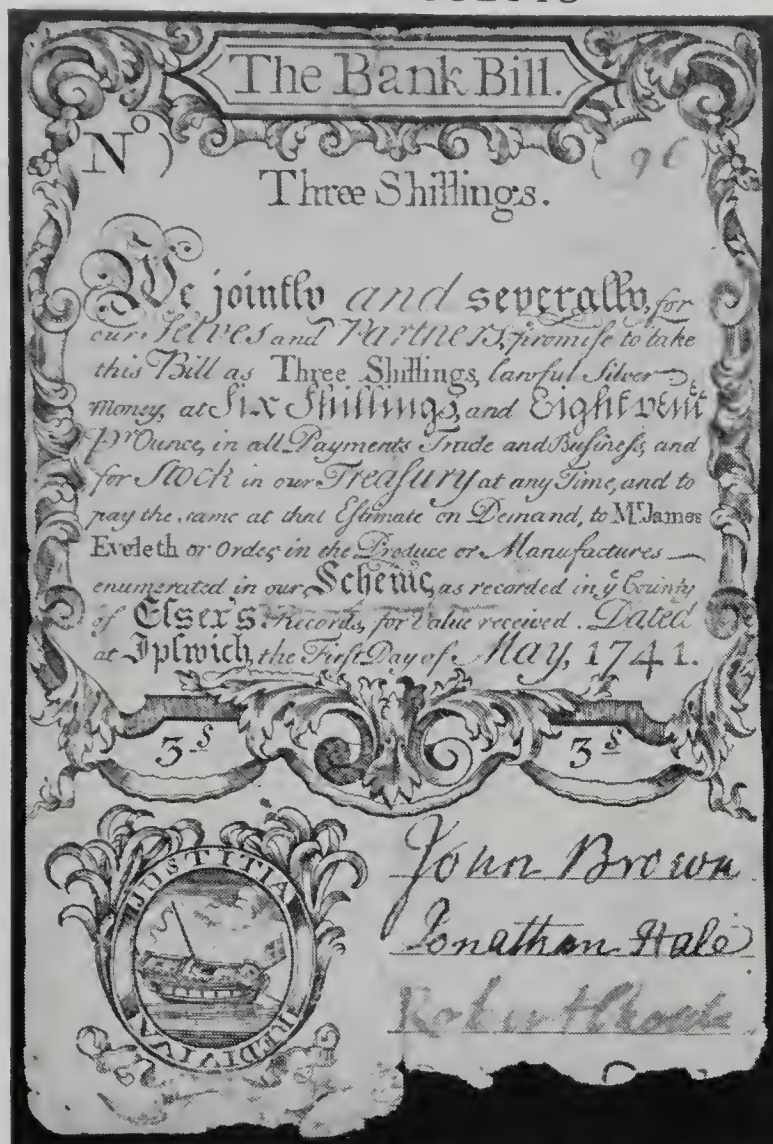 The Bank Bill.
No) (96
Three Shillings.
We jointly and severally, for
our Selves and Partners, promise to take
this Bill as Three Shillings, lawful Silver
Money, at Six Shillings, and Eight penc
pr Ounce, in all Payments Trade and Business, and
for Stock in our Treasury at any Time, and to
pay the same at that Estimate on Demand, to Mr. James
Eveleth or Order, in the Produce or Manufactures
enumerated in our Scheme, as recorded in ye County
of Essex's Records, for Value received. Dated
at Ipswich, the First Day of May, 1741.
3s 3s
JUSTITIA REDIVIVA
John Brown
Jonathan Hale
Robert Choate